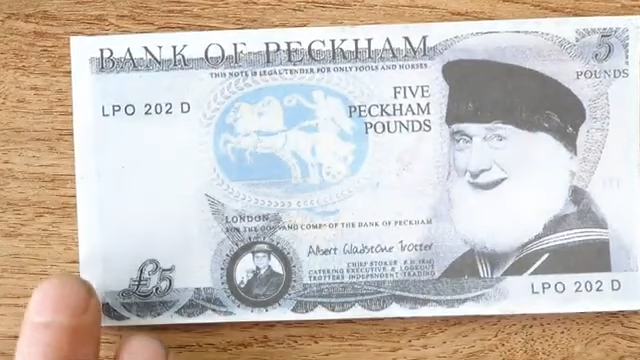 BANK OF PECKHAM
THIS NOTE IS LEGAL TENDER FOR ONLY FOOLS AND HORSES
5
POUNDS
LPO 202 D
FIVE
PECKHAM
POUNDS
LONDON
FOR THE GOV AND COMP OF THE BANK OF PECKHAM
Albert Gladstone Trotter
CHIEF STOKER
CATERING EXECUTIVE & LOOKOUT
TROTTERS INDEPENDENT TRADING
£5
LPO 202 D